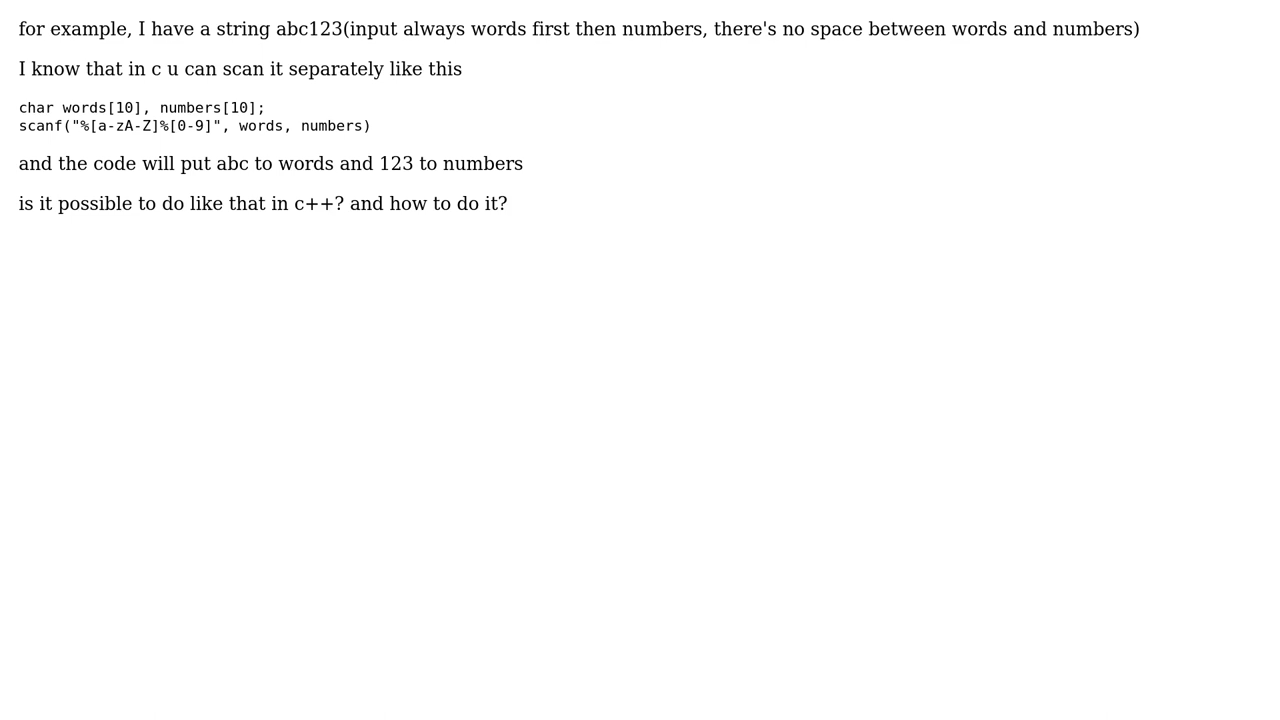 for example, I have a string abc123(input always words first then numbers, there's no space between words and numbers)
I know that in c u can scan it separately like this
char words[10], numbers[10];
scanf("%[a-zA-Z]%[0-9]", words, numbers)
and the code will put abc to words and 123 to numbers
is it possible to do like that in c++? and how to do it?